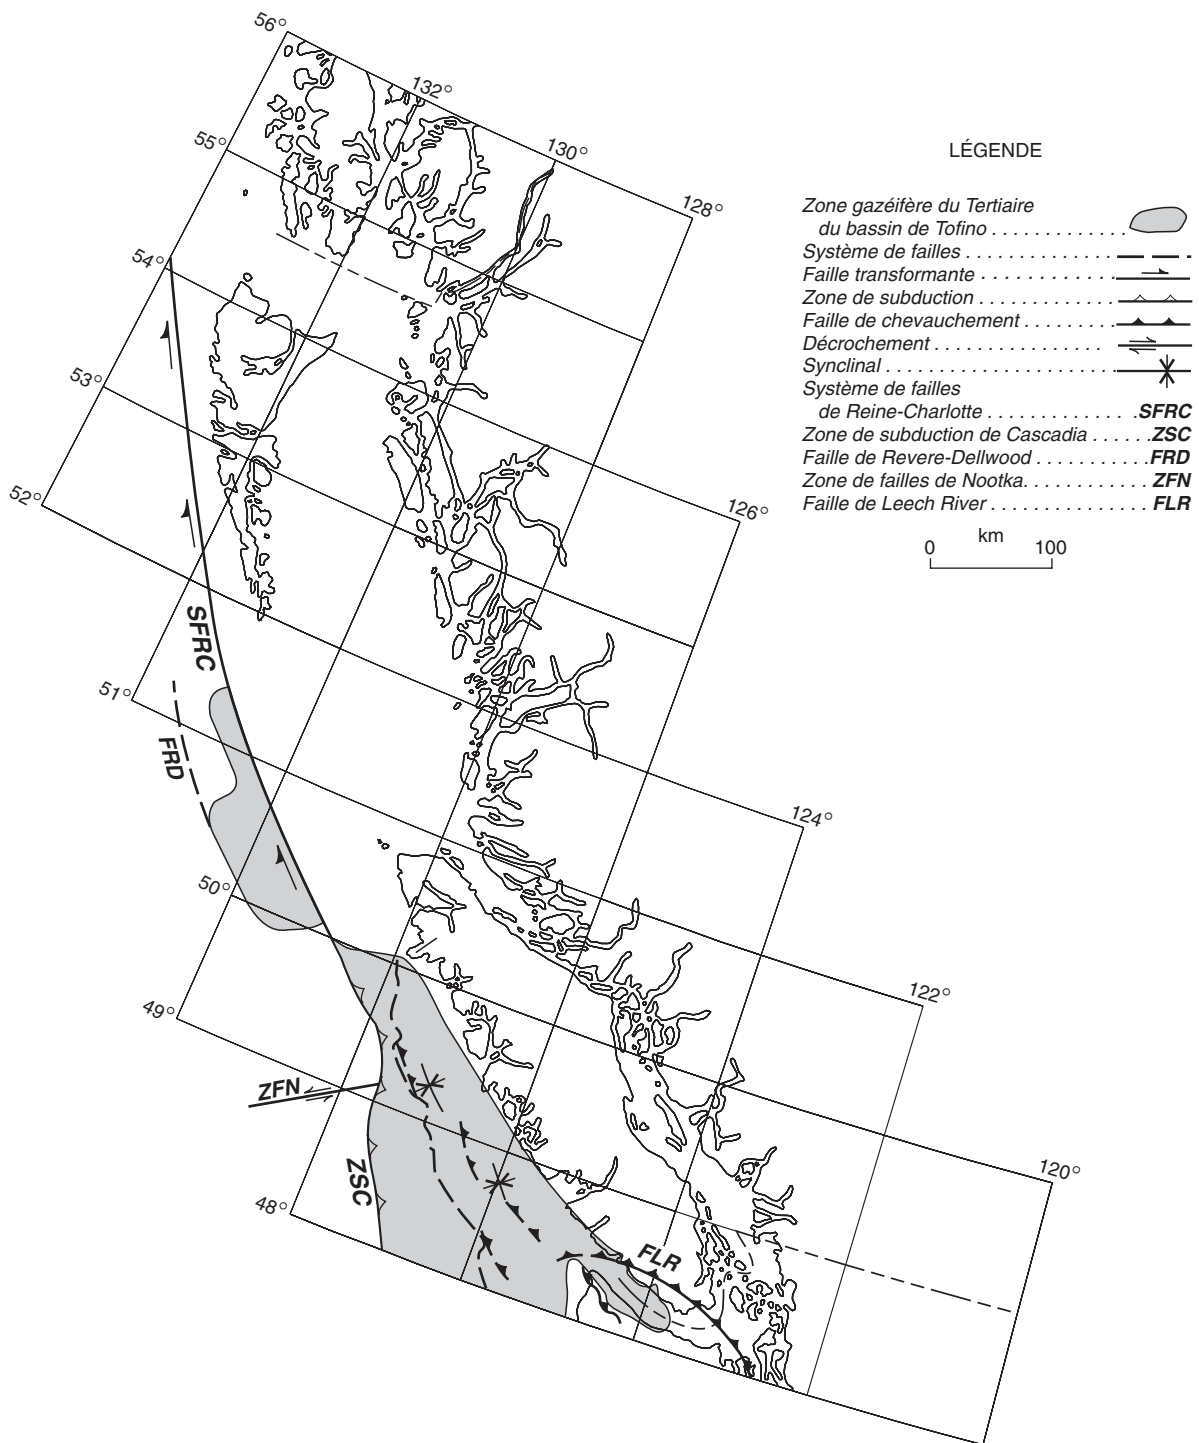 56°
132°
55°
130°
128°
54°
53°
52°
126°
SFRC
51°
FRD
124°
50°
122°
49°
ZFN
120°
ZSC
48°
FLR
LÉGENDE
Zone gazéifère du Tertiaire
du bassin de Tofino . . . . . . . . . . . . .
Système de failles . . . . . . . . . . . . . . .
Faille transformante . . . . . . . . . . . . .
Zone de subduction . . . . . . . . . . . . .
Faille de chevauchement . . . . . . . . .
Décrochement . . . . . . . . . . . . . . . .
Synclinal . . . . . . . . . . . . . . . . . . . . . .
Système de failles
de Reine-Charlotte . . . . . . . . . . . . .SFRC
Zone de subduction de Cascadia . . . . . .ZSC
Faille de Revere-Dellwood . . . . . . . . . . .FRD
Zone de failles de Nootka. . . . . . . . . . . .ZFN
Faille de Leech River . . . . . . . . . . . . . . . FLR
km
0 100